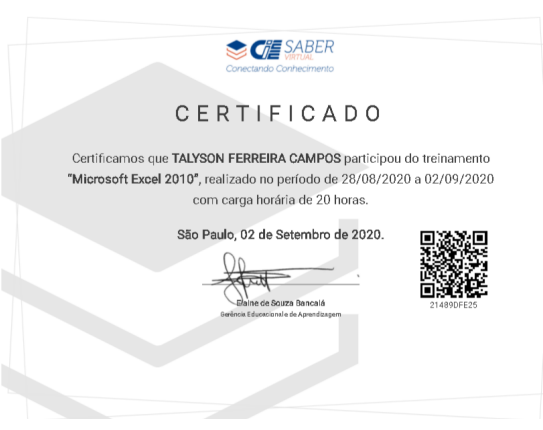 CIEE SABER
VIRTUAL
Conectando Conhecimento
CERTIFICADO
Certificamos que TALYSON FERREIRA CAMPOS participou do treinamento
"Microsoft Excel 2010", realizado no período de 28/08/2020 a 02/09/2020
com carga horária de 20 horas.
São Paulo, 02 de Setembro de 2020.
Elaine de Souza Bancalá
Gerência Educacional e de Aprendizagem
21489DFE25